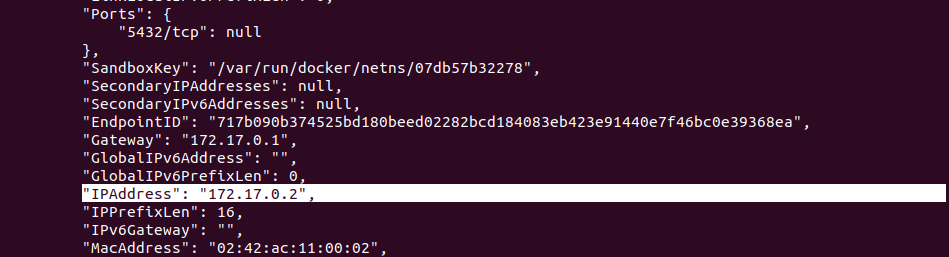 "Ports": {
"5432/tcp": null
},
"SandboxKey": "/var/run/docker/netns/07db57b32278",
"SecondaryIPAddresses": null,
"SecondaryIPv6Addresses": null,
"EndpointID": "717b090b374525bd180beed02282bcd184083eb423e91440e7f46bc0e39368ea",
"Gateway": "172.17.0.1",
"GlobalIPv6Address": "",
"GlobalIPv6PrefixLen": 0,
"IPAddress": "172.17.0.2",
"IPPrefixLen": 16,
"IPv6Gateway": "",
"MacAddress": "02:42:ac:11:00:02",